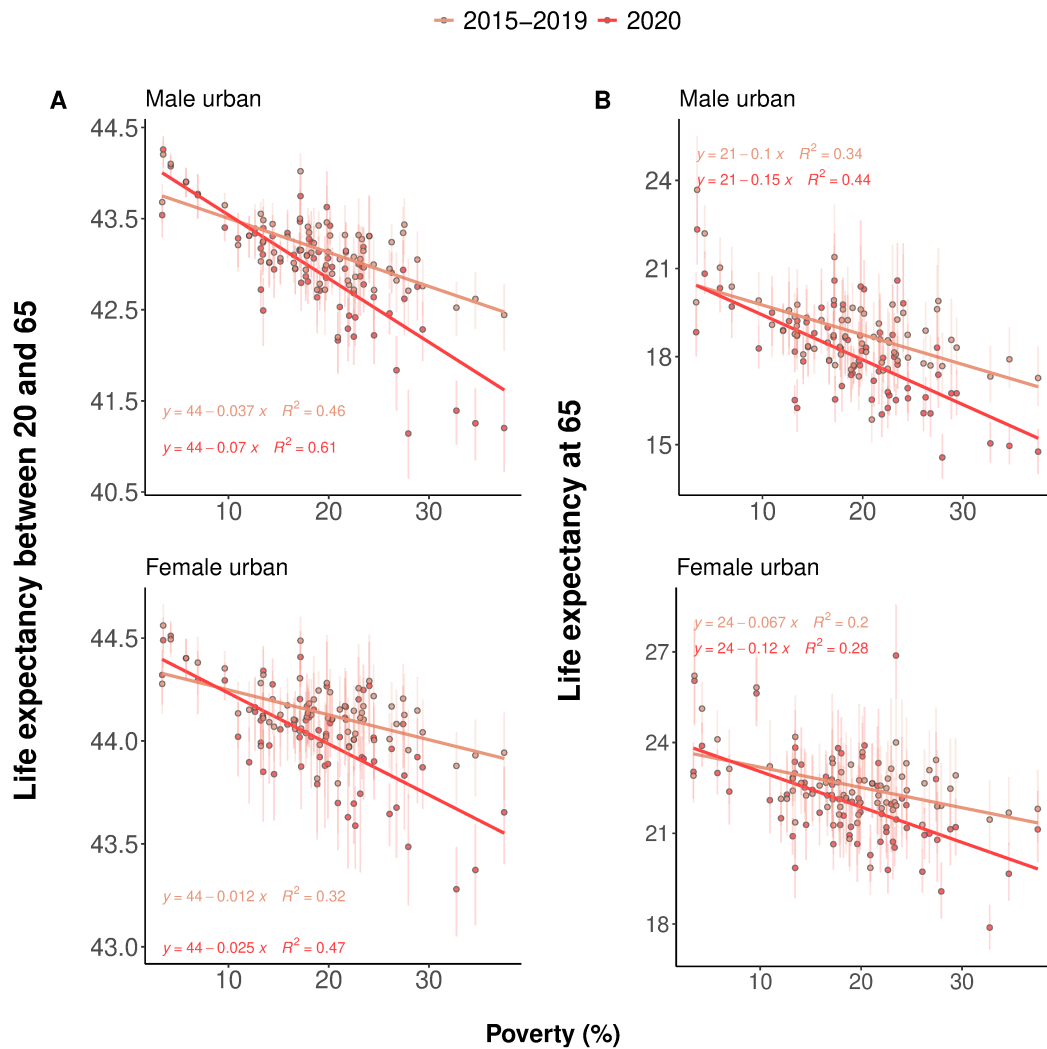 2015−2019 2020
A
Male urban
44.5
43.5
42.5
41.5
40.5
y = 44 − 0.037 x R² = 0.46
y = 44 − 0.07 x R² = 0.61
10 20 30
B
Male urban
24
21
18
15
y = 21 − 0.1 x R² = 0.34
y = 21 − 0.15 x R² = 0.44
10 20 30
Female urban
44.5
44.0
43.5
43.0
y = 44 − 0.012 x R² = 0.32
y = 44 − 0.025 x R² = 0.47
10 20 30
Female urban
27
24
21
18
y = 24 − 0.067 x R² = 0.2
y = 24 − 0.12 x R² = 0.28
10 20 30
Life expectancy between 20 and 65
Life expectancy at 65
Poverty (%)